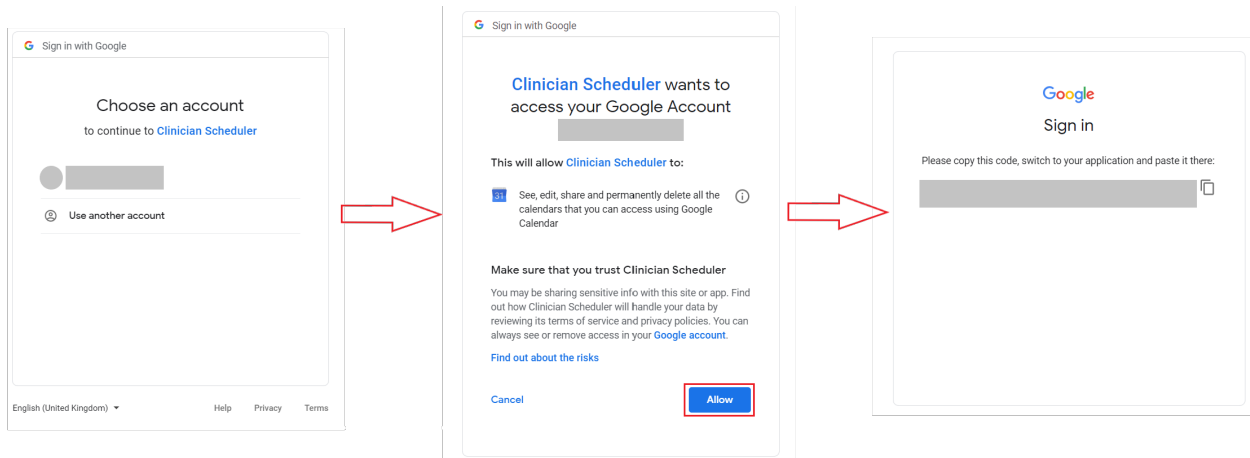 Sign in with Google
Choose an account
to continue to Clinician Scheduler
Use another account
English (United Kingdom)
Help Privacy Terms
Sign in with Google
Clinician Scheduler wants to
access your Google Account
This will allow Clinician Scheduler to:
31
See, edit, share and permanently delete all the
calendars that you can access using Google
Calendar
Make sure that you trust Clinician Scheduler
You may be sharing sensitive info with this site or app. Find
out how Clinician Scheduler will handle your data by
reviewing its terms of service and privacy policies. You can
always see or remove access in your Google account.
Find out about the risks
Cancel Allow
Google
Sign in
Please copy this code, switch to your application and paste it there: